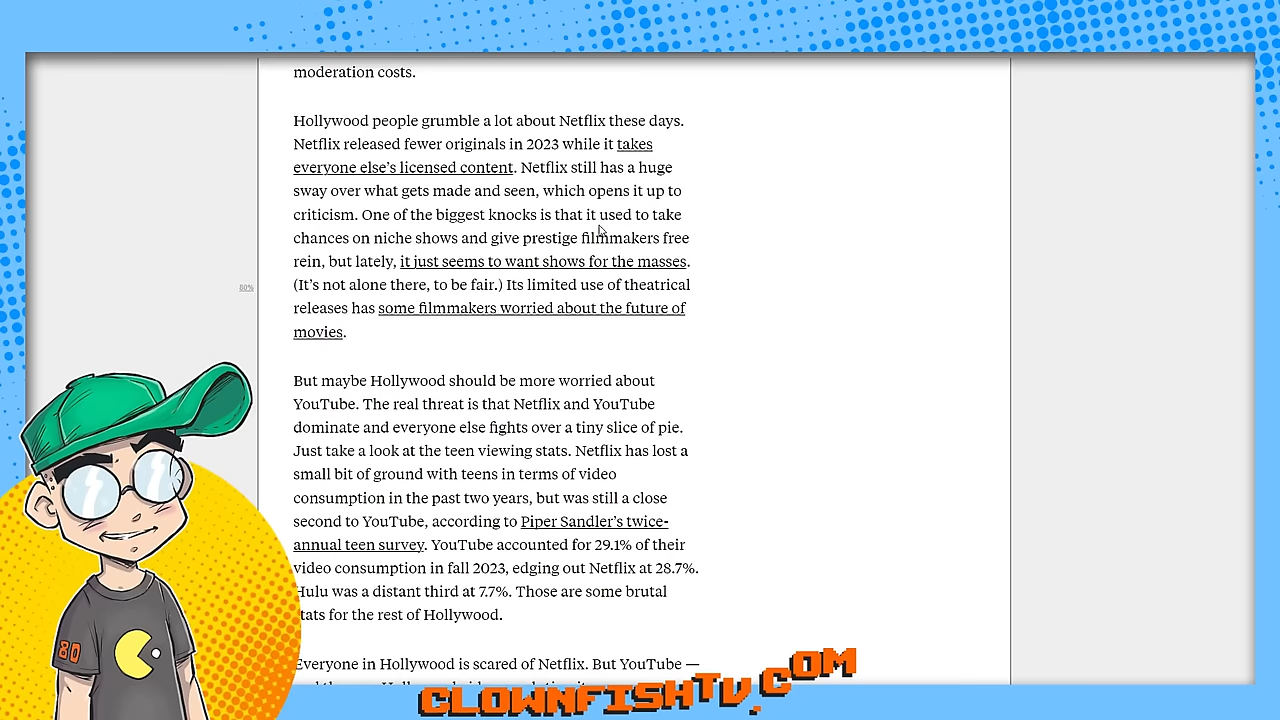 moderation costs.
Hollywood people grumble a lot about Netflix these days.
Netflix released fewer originals in 2023 while it takes
everyone else’s licensed content. Netflix still has a huge
sway over what gets made and seen, which opens it up to
criticism. One of the biggest knocks is that it used to take
chances on niche shows and give prestige filmmakers free
rein, but lately, it just seems to want shows for the masses.
(It’s not alone there, to be fair.) Its limited use of theatrical
releases has some filmmakers worried about the future of
movies.
80%
But maybe Hollywood should be more worried about
YouTube. The real threat is that Netflix and YouTube
dominate and everyone else fights over a tiny slice of pie.
Just take a look at the teen viewing stats. Netflix has lost a
small bit of ground with teens in terms of video
consumption in the past two years, but was still a close
second to YouTube, according to Piper Sandler’s twice-
annual teen survey. YouTube accounted for 29.1% of their
video consumption in fall 2023, edging out Netflix at 28.7%.
Hulu was a distant third at 7.7%. Those are some brutal
stats for the rest of Hollywood.
Everyone in Hollywood is scared of Netflix. But YouTube —
80
CLOWNFISHTV.COM